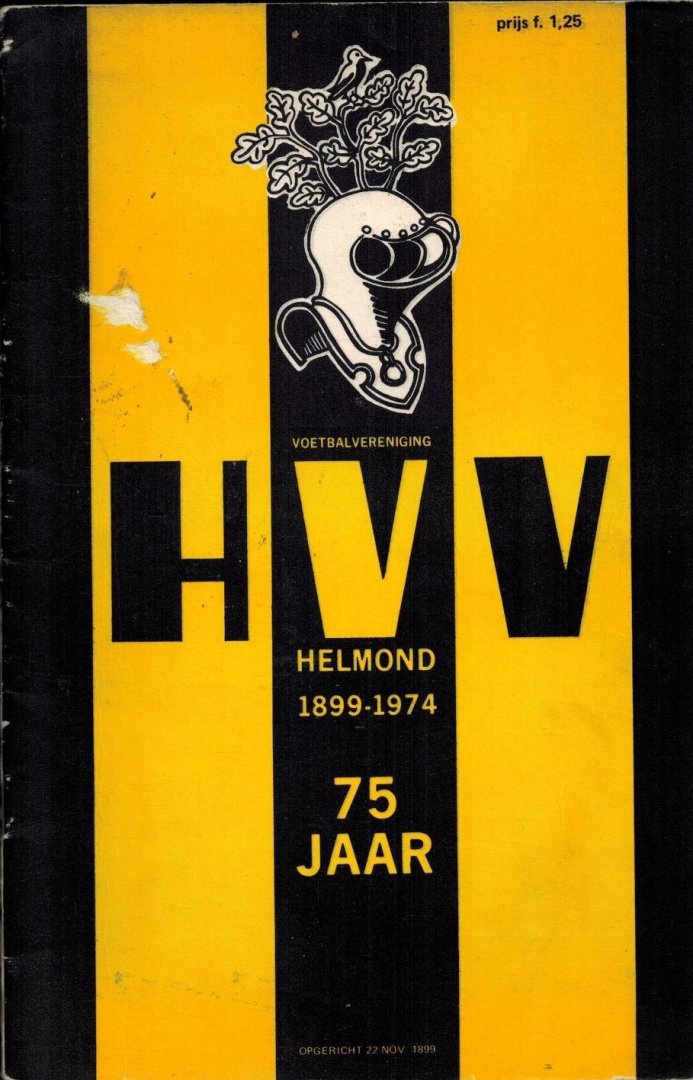 prijs f. 1,25
VOETBALVERENIGING
HVV
HELMOND
1899-1974
75
JAAR
OPGERICHT 22 NOV. 1899